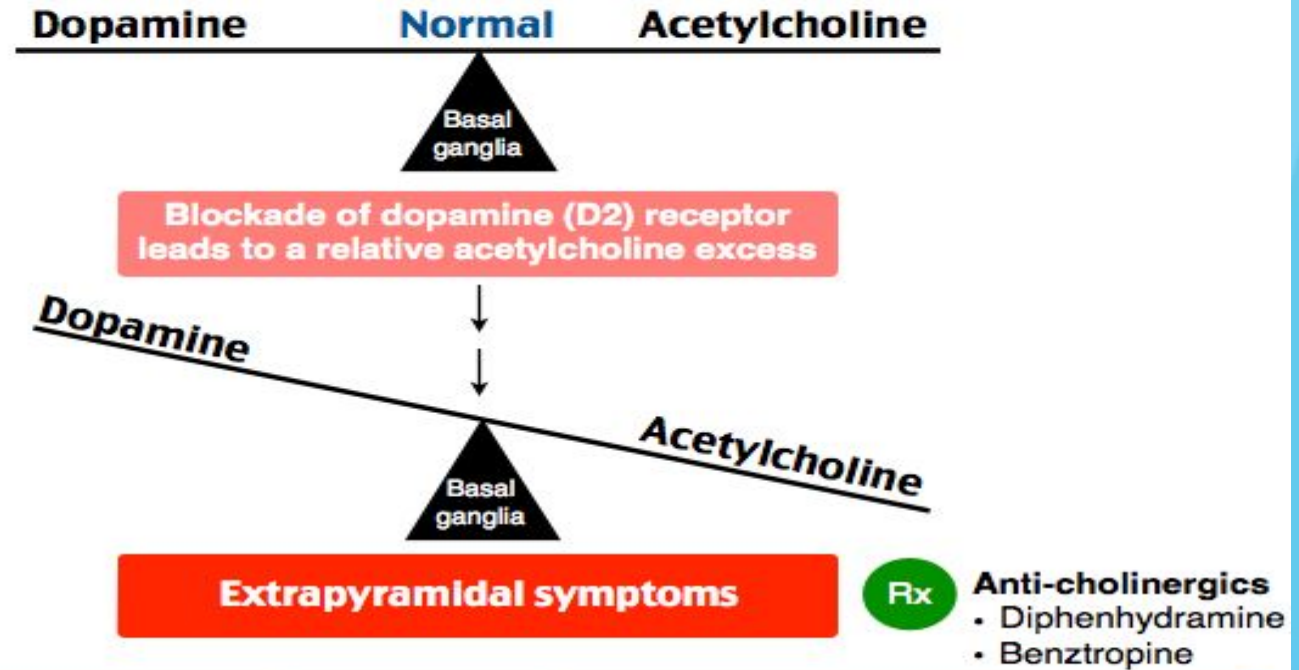 Dopamine Normal Acetylcholine
Basal
ganglia
Blockade of dopamine (D2) receptor
leads to a relative acetylcholine excess
Dopamine
Acetylcholine
Basal
ganglia
Extrapyramidal symptoms
Rx
Anti-cholinergics
• Diphenhydramine
• Benztropine